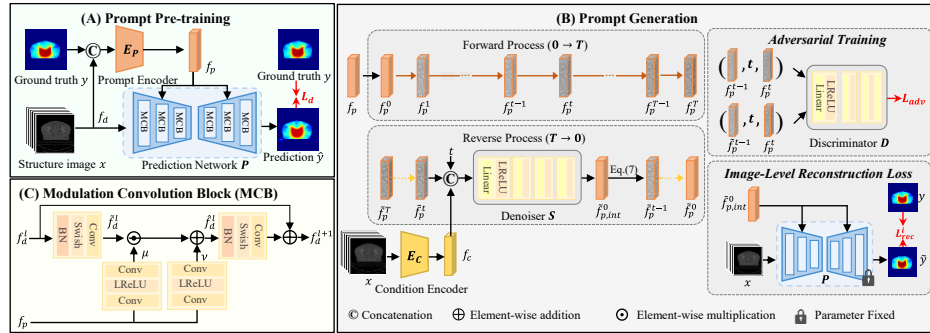 (A) Prompt Pre-training
Ground truth y
©
E_P
Prompt Encoder
f_p
Ground truth y
L_d
f_d
MCB
MCB
MCB
MCB
MCB
MCB
Structure image x
Prediction Network P
Prediction ŷ
(C) Modulation Convolution Block (MCB)
f_d^l
BN
Swish
Conv
f̂_d^l
μ
f̃_d^l
ν
BN
Swish
Conv
f_d^{l+1}
Conv
LReLU
Conv
Conv
LReLU
Conv
f_p
(B) Prompt Generation
Forward Process (0 → T)
f_p
f_p^0
f_p^1
f_p^{t-1}
f_p^t
f_p^{T-1}
f_p^T
Reverse Process (T → 0)
t
©
Linear
LReLU
Eq.(7)
f̃_p^T
f̃_p^t
Denoiser S
f̃_{p,int}^0
f̃_p^{t-1}
f̃_p^0
E_C
f_c
x
Condition Encoder
Adversarial Training
( , t, )
f_p^{t-1}
f_p^t
( , t, )
f̃_p^{t-1}
f_p^t
Linear
LReLU
L_adv
Discriminator D
Image-Level Reconstruction Loss
f̃_{p,int}^0
y
L_rec^i
ỹ
x
P
© Concatenation
⊕ Element-wise addition
⊙ Element-wise multiplication
Parameter Fixed